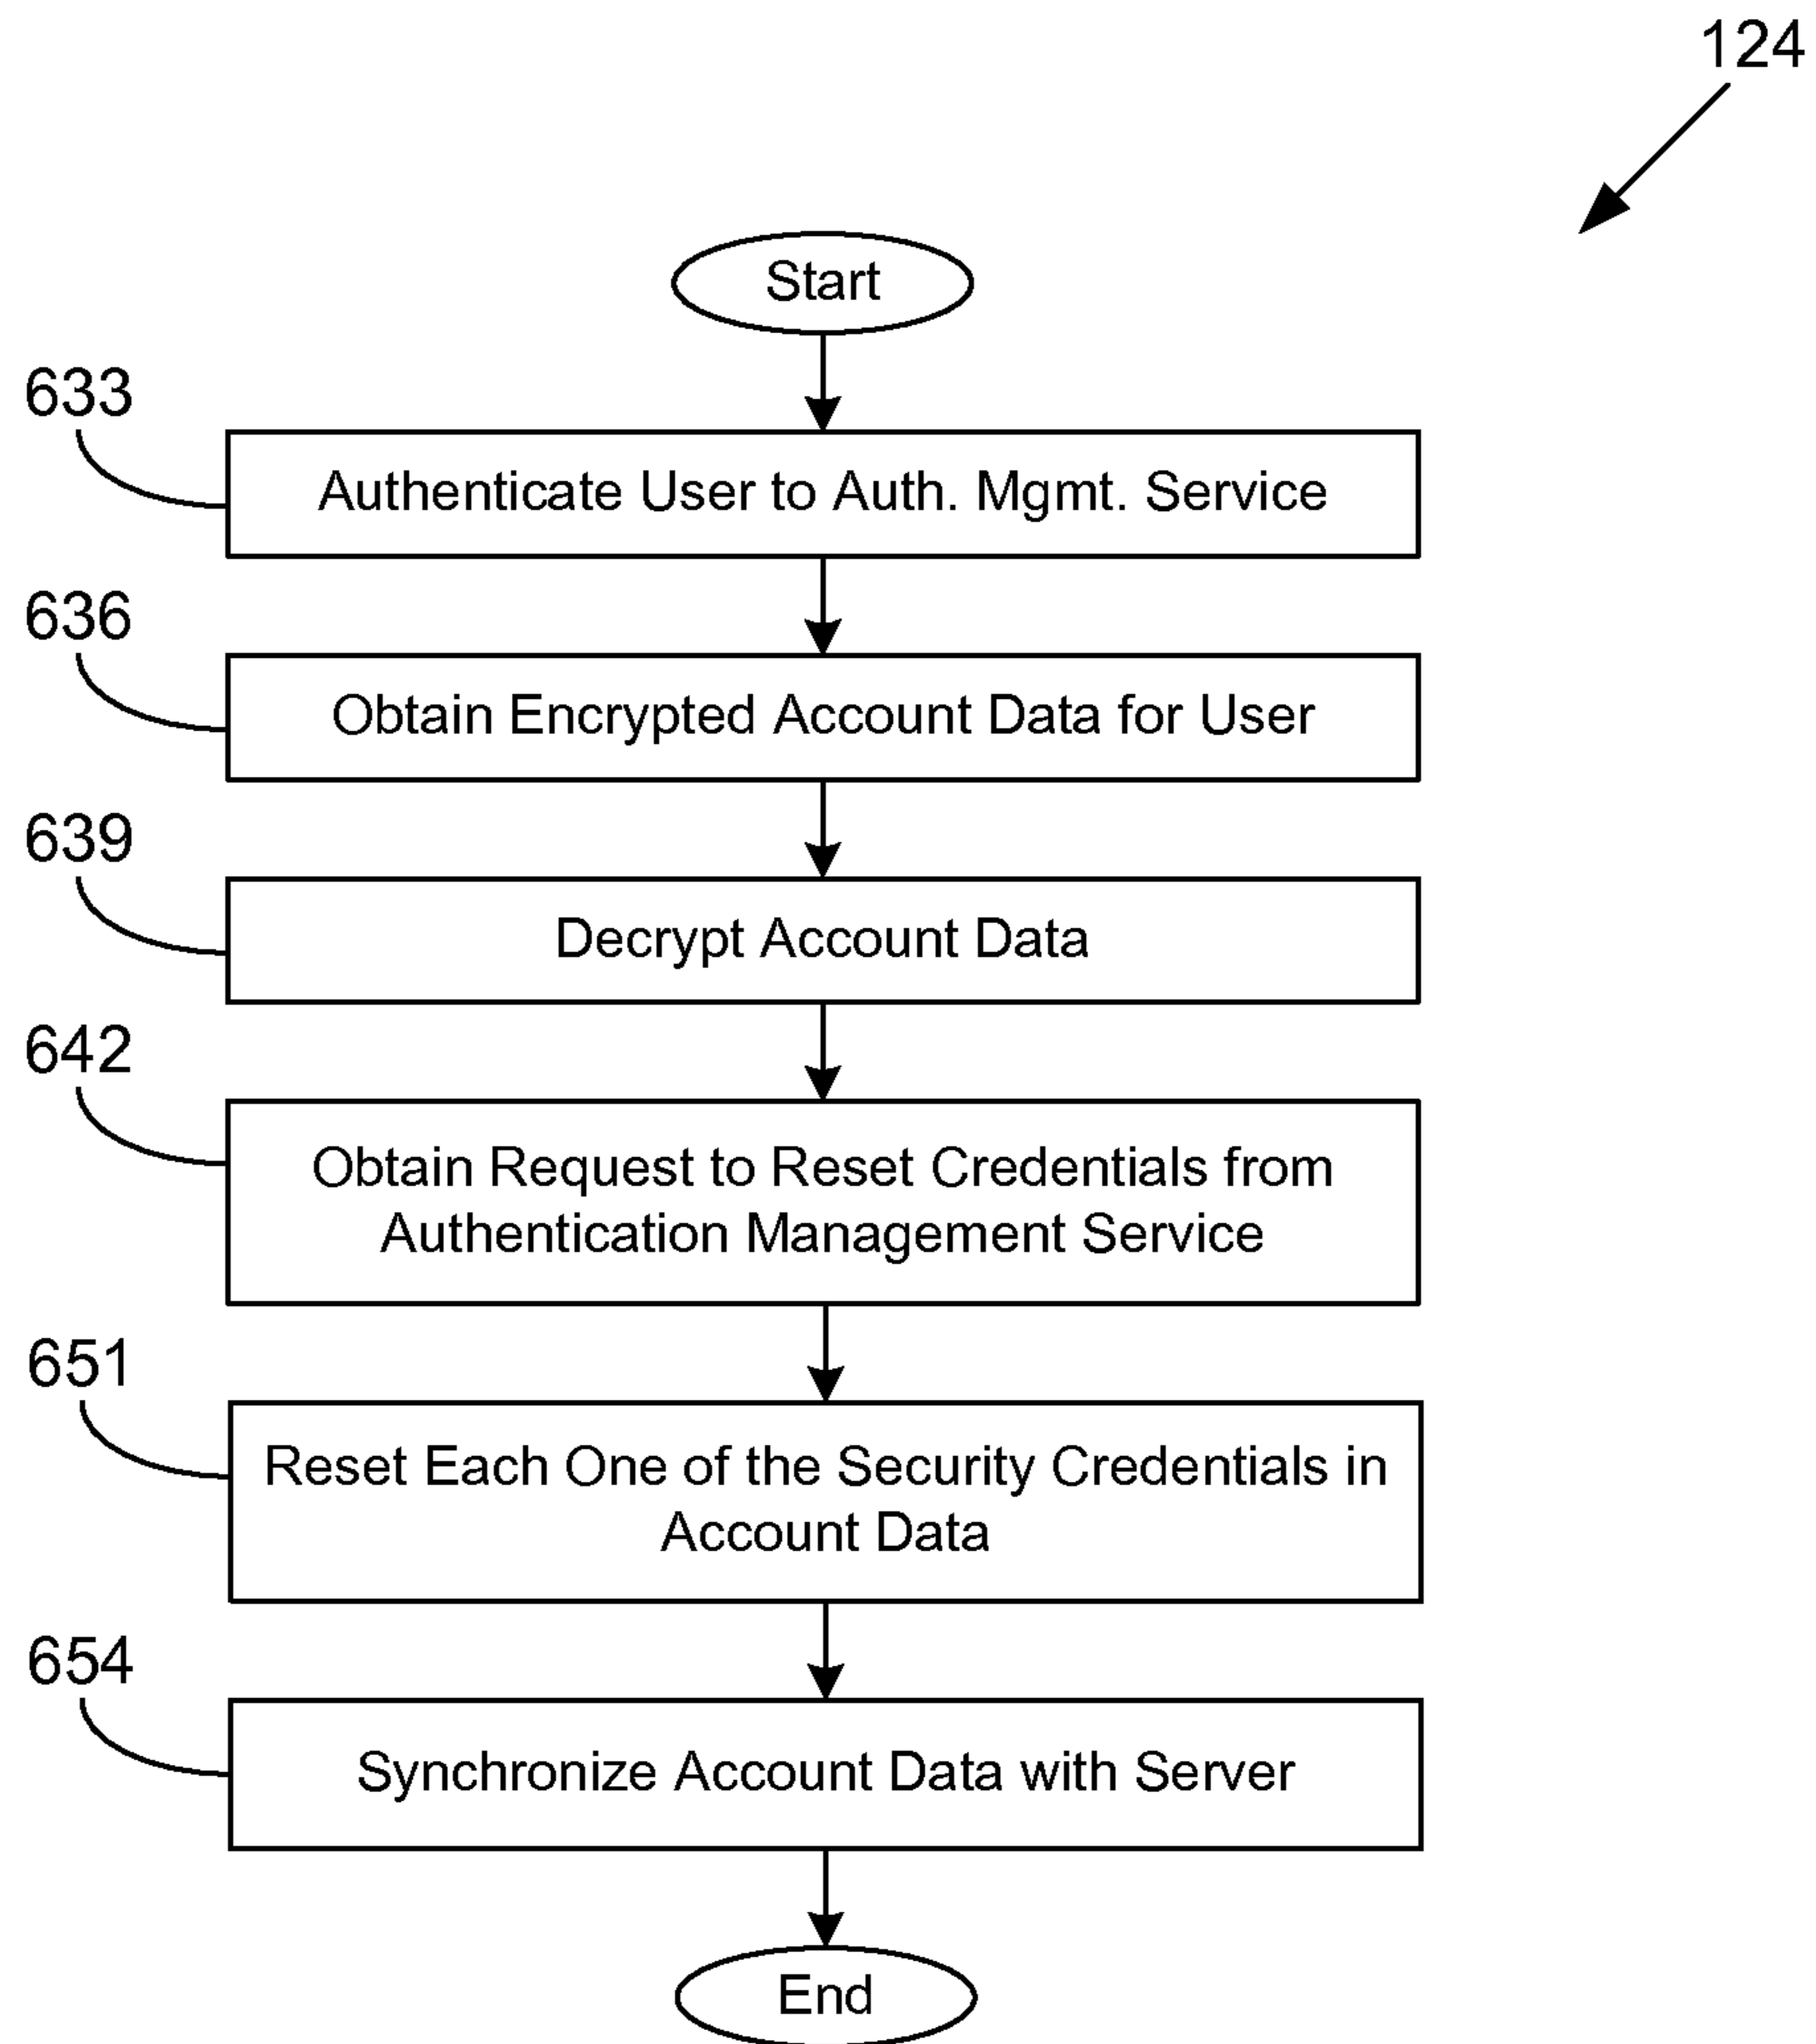 124
Start
633
Authenticate User to Auth. Mgmt. Service
636
Obtain Encrypted Account Data for User
639
Decrypt Account Data
642
Obtain Request to Reset Credentials from
Authentication Management Service
651
Reset Each One of the Security Credentials in
Account Data
654
Synchronize Account Data with Server
End